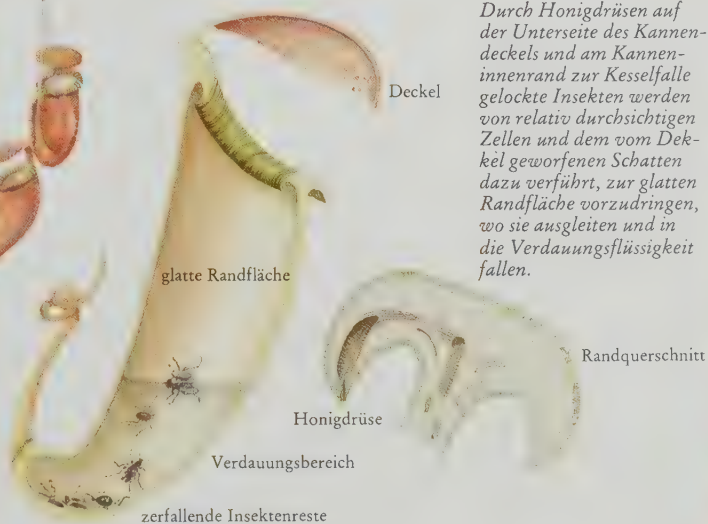 Durch Honigdrüsen auf
der Unterseite des Kannen-
deckels und am Kannen-
innenrand zur Kesselfalle
gelockte Insekten werden
von relativ durchsichtigen
Zellen und dem vom Dek-
kel geworfenen Schatten
dazu verführt, zur glatten
Randfläche vorzudringen,
wo sie ausgleiten und in
die Verdauungsflüssigkeit
fallen.
Deckel
glatte Randfläche
Randquerschnitt
Honigdrüse
Verdauungsbereich
zerfallende Insektenreste